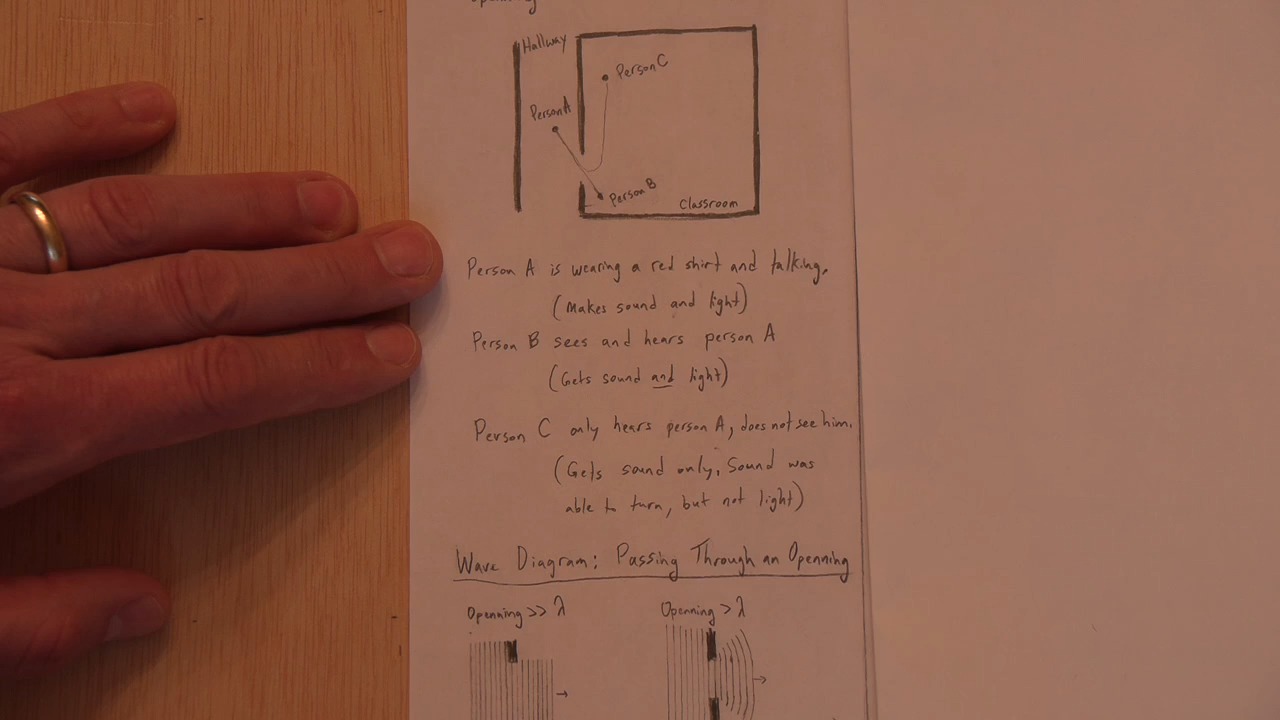 Hallway
Person C
Person A
Person B
Classroom
Person A is wearing a red shirt and talking.
(Makes sound and light)
Person B sees and hears person A
(Gets sound and light)
Person C only hears person A, does not see him.
(Gets sound only, Sound was
able to turn, but not light)
Wave Diagram: Passing Through an Openning
Openning >> λ
Openning > λ